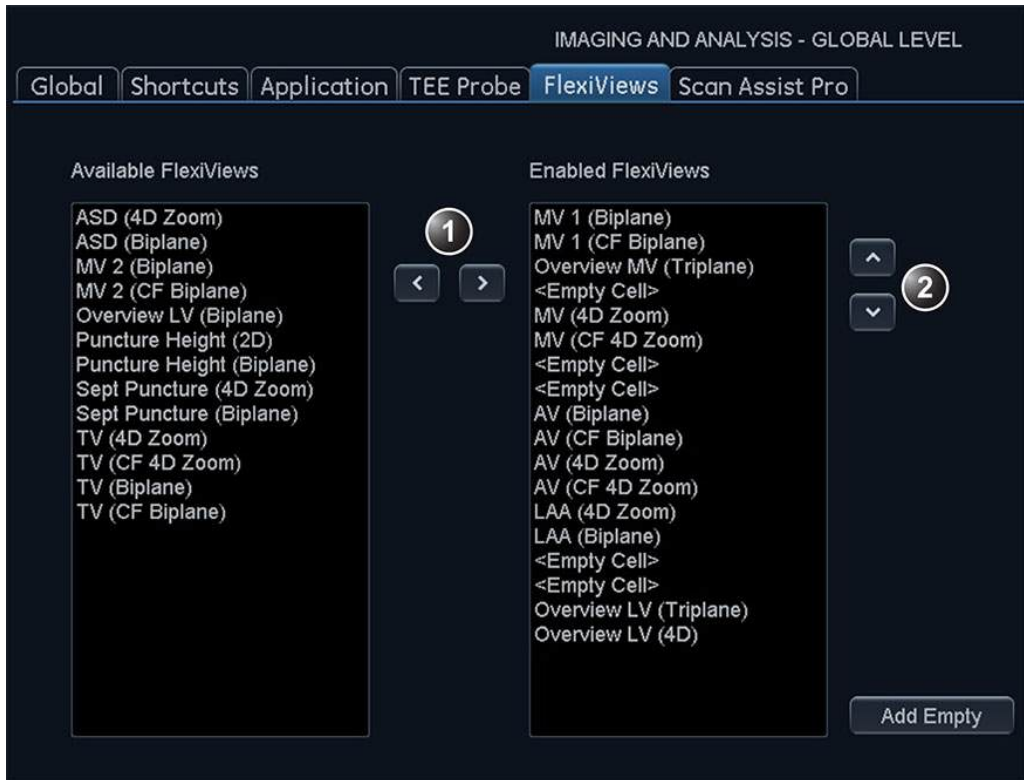 IMAGING AND ANALYSIS - GLOBAL LEVEL
Global Shortcuts Application TEE Probe FlexiViews Scan Assist Pro
Available FlexiViews
ASD (4D Zoom)
ASD (Biplane)
MV 2 (Biplane)
MV 2 (CF Biplane)
Overview LV (Biplane)
Puncture Height (2D)
Puncture Height (Biplane)
Sept Puncture (4D Zoom)
Sept Puncture (Biplane)
TV (4D Zoom)
TV (CF 4D Zoom)
TV (Biplane)
TV (CF Biplane)
1
< >
Enabled FlexiViews
MV 1 (Biplane)
MV 1 (CF Biplane)
Overview MV (Triplane)
<Empty Cell>
MV (4D Zoom)
MV (CF 4D Zoom)
<Empty Cell>
<Empty Cell>
AV (Biplane)
AV (CF Biplane)
AV (4D Zoom)
AV (CF 4D Zoom)
LAA (4D Zoom)
LAA (Biplane)
<Empty Cell>
<Empty Cell>
Overview LV (Triplane)
Overview LV (4D)
2
Add Empty